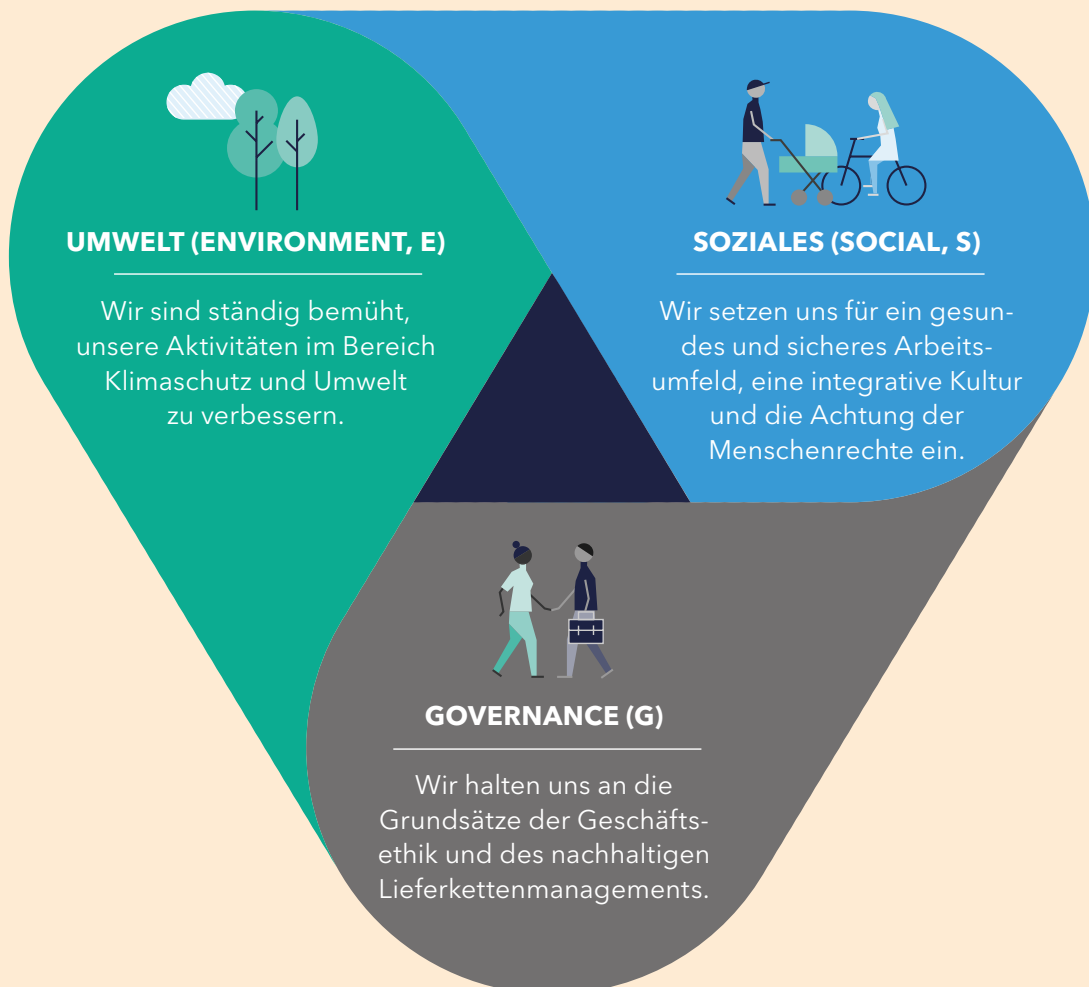 UMWELT (ENVIRONMENT, E)
Wir sind ständig bemüht,
unsere Aktivitäten im Bereich
Klimaschutz und Umwelt
zu verbessern.
SOZIALES (SOCIAL, S)
Wir setzen uns für ein gesun-
des und sicheres Arbeits-
umfeld, eine integrative Kultur
und die Achtung der
Menschenrechte ein.
GOVERNANCE (G)
Wir halten uns an die
Grundsätze der Geschäfts-
ethik und des nachhaltigen
Lieferkettenmanagements.